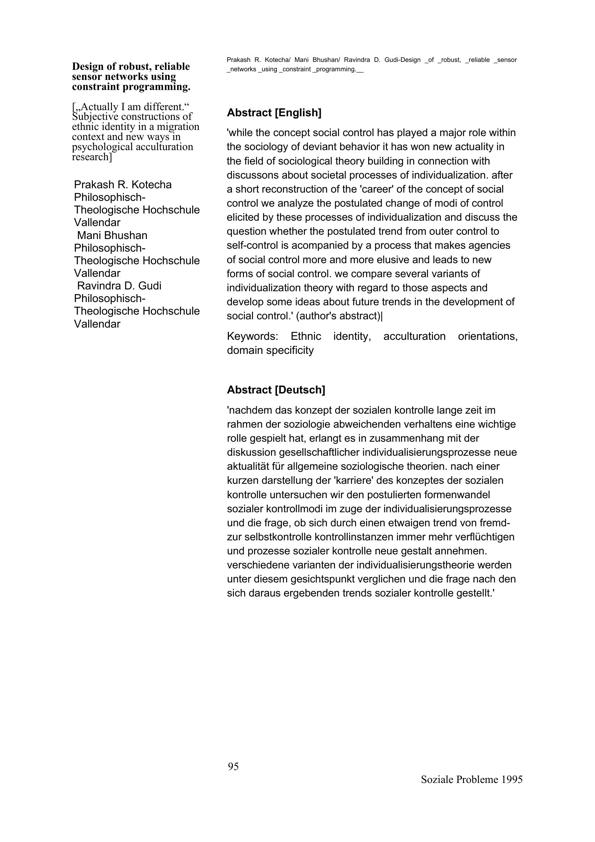 Design of robust, reliable
sensor networks using
constraint programming.
[„Actually I am different.“
Subjective constructions of
ethnic identity in a migration
context and new ways in
psychological acculturation
research]
Prakash R. Kotecha
Philosophisch-
Theologische Hochschule
Vallendar
Mani Bhushan
Philosophisch-
Theologische Hochschule
Vallendar
Ravindra D. Gudi
Philosophisch-
Theologische Hochschule
Vallendar
Prakash R. Kotecha/ Mani Bhushan/ Ravindra D. Gudi-Design _of _robust, _reliable _sensor
_networks _using _constraint _programming.__
Abstract [English]
'while the concept social control has played a major role within
the sociology of deviant behavior it has won new actuality in
the field of sociological theory building in connection with
discussions about societal processes of individualization. after
a short reconstruction of the 'career' of the concept of social
control we analyze the postulated change of modi of control
elicited by these processes of individualization and discuss the
question whether the postulated trend from outer control to
self-control is acompanied by a process that makes agencies
of social control more and more elusive and leads to new
forms of social control. we compare several variants of
individualization theory with regard to those aspects and
develop some ideas about future trends in the development of
social control.' (author's abstract)|
Keywords: Ethnic identity, acculturation orientations,
domain specificity
Abstract [Deutsch]
'nachdem das konzept der sozialen kontrolle lange zeit im
rahmen der soziologie abweichenden verhaltens eine wichtige
rolle gespielt hat, erlangt es in zusammenhang mit der
diskussion gesellschaftlicher individualisierungsprozesse neue
aktualität für allgemeine soziologische theorien. nach einer
kurzen darstellung der 'karriere' des konzeptes der sozialen
kontrolle untersuchen wir den postulierten formenwandel
sozialer kontrollmodi im zuge der individualisierungsprozesse
und die frage, ob sich durch einen etwaigen trend von fremd-
zur selbstkontrolle kontrollinstanzen immer mehr verflüchtigen
und prozesse sozialer kontrolle neue gestalt annehmen.
verschiedene varianten der individualisierungstheorie werden
unter diesem gesichtspunkt verglichen und die frage nach den
sich daraus ergebenden trends sozialer kontrolle gestellt.'
95
Soziale Probleme 1995